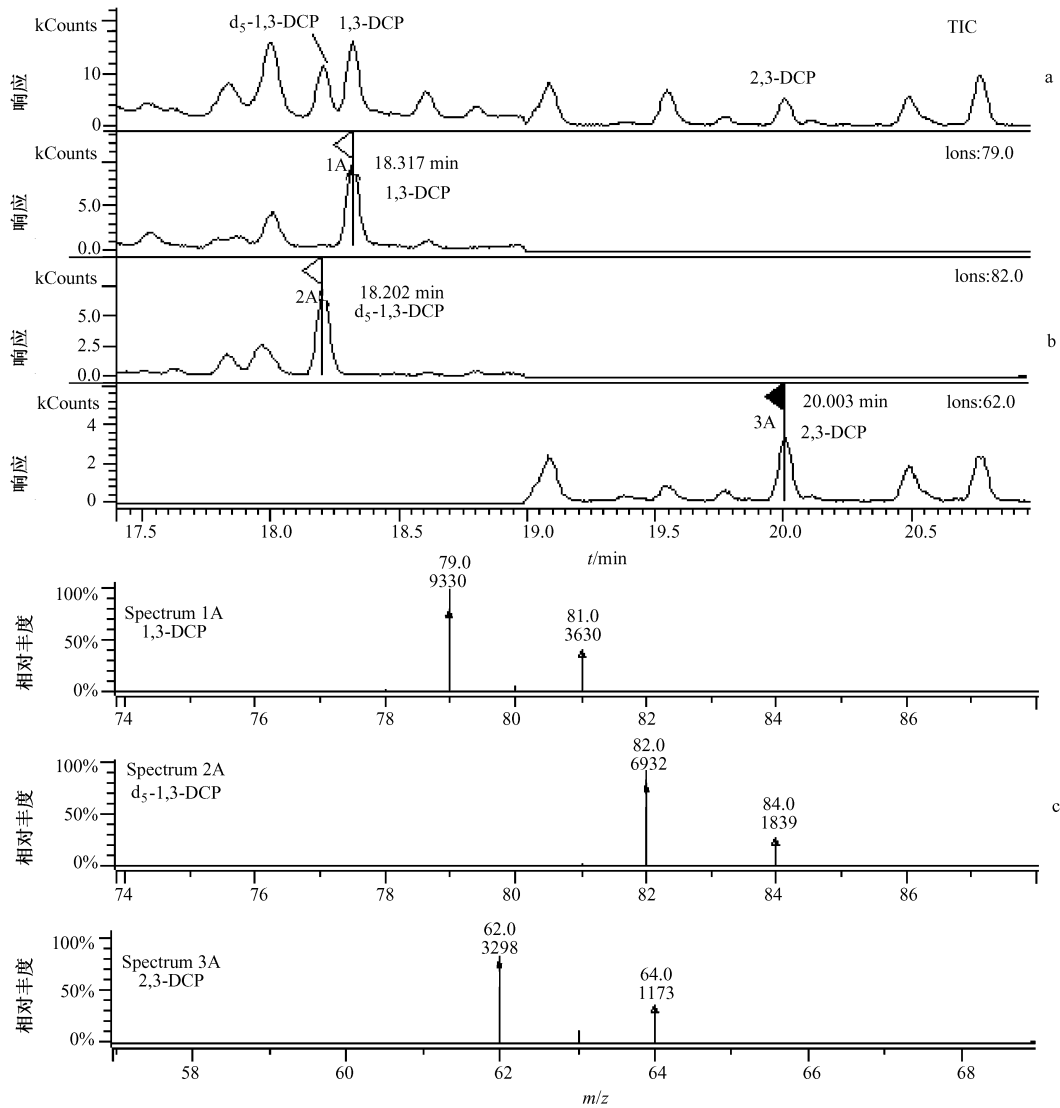 kCounts
d5-1,3-DCP
1,3-DCP
TIC
10
2,3-DCP
a
响应
0
kCounts
1A
18.317 min
lons:79.0
1,3-DCP
5.0
响应
0.0
kCounts
2A
18.202 min
lons:82.0
d5-1,3-DCP
5.0
响应
2.5
b
0.0
kCounts
3A
20.003 min
lons:62.0
2,3-DCP
4
响应
2
0
17.5 18.0 18.5 19.0 19.5 20.0 20.5
t/min
79.0
9330
100%
Spectrum 1A
1,3-DCP
81.0
3630
相对丰度
50%
0%
74 76 78 80 82 84 86
82.0
6932
100%
Spectrum 2A
d5-1,3-DCP
84.0
1839
c
相对丰度
50%
0%
74 76 78 80 82 84 86
62.0
3298
100%
Spectrum 3A
2,3-DCP
64.0
1173
相对丰度
50%
0%
58 60 62 64 66 68
m/z